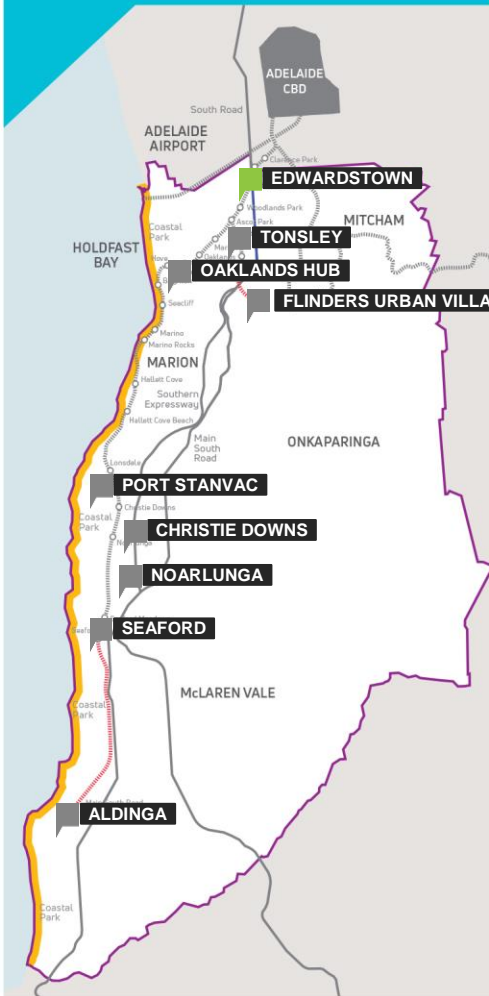 ADELAIDE
CBD
South Road
ADELAIDE
AIRPORT
Clarence Park
EDWARDSTOWN
Woodlands Park
Coastal
Park
Ascot Park
MITCHAM
HOLDFAST
BAY
TONSLEY
Oaklands
OAKLANDS HUB
Seacliff
FLINDERS URBAN VILLA
Marino
Marino Rocks
MARION
Hallett Cove
Southern
Expressway
Hallett Cove Beach
Main
South
Road
ONKAPARINGA
Lonsdale
PORT STANVAC
Christie Downs
Coastal
Park
CHRISTIE DOWNS
NOARLUNGA
SEAFORD
McLAREN VALE
Coastal
Park
ALDINGA
Coastal
Park